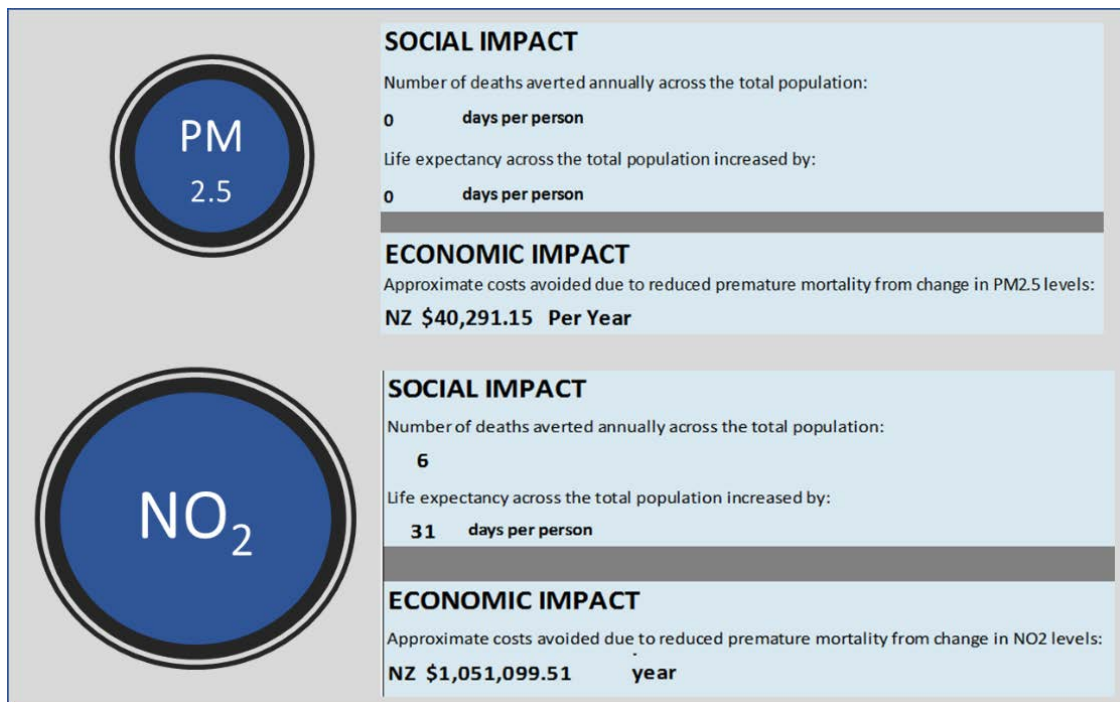 PM
2.5
SOCIAL IMPACT
Number of deaths averted annually across the total population:
0 days per person
Life expectancy across the total population increased by:
0 days per person
ECONOMIC IMPACT
Approximate costs avoided due to reduced premature mortality from change in PM2.5 levels:
NZ $40,291.15 Per Year
NO₂
SOCIAL IMPACT
Number of deaths averted annually across the total population:
6
Life expectancy across the total population increased by:
31 days per person
ECONOMIC IMPACT
Approximate costs avoided due to reduced premature mortality from change in NO2 levels:
NZ $1,051,099.51 year